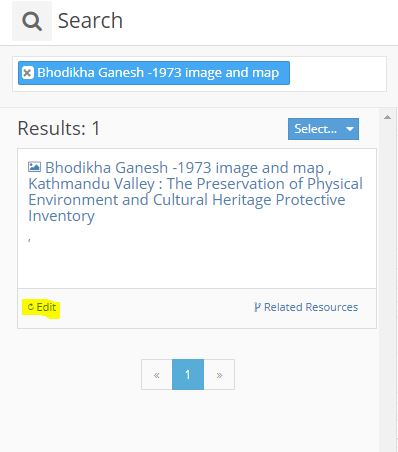 Search
Bhodikha Ganesh -1973 image and map
Results: 1
Select...
Bhodikha Ganesh -1973 image and map ,
Kathmandu Valley : The Preservation of Physical
Environment and Cultural Heritage Protective
Inventory
,
Edit
Related Resources
« 1 »